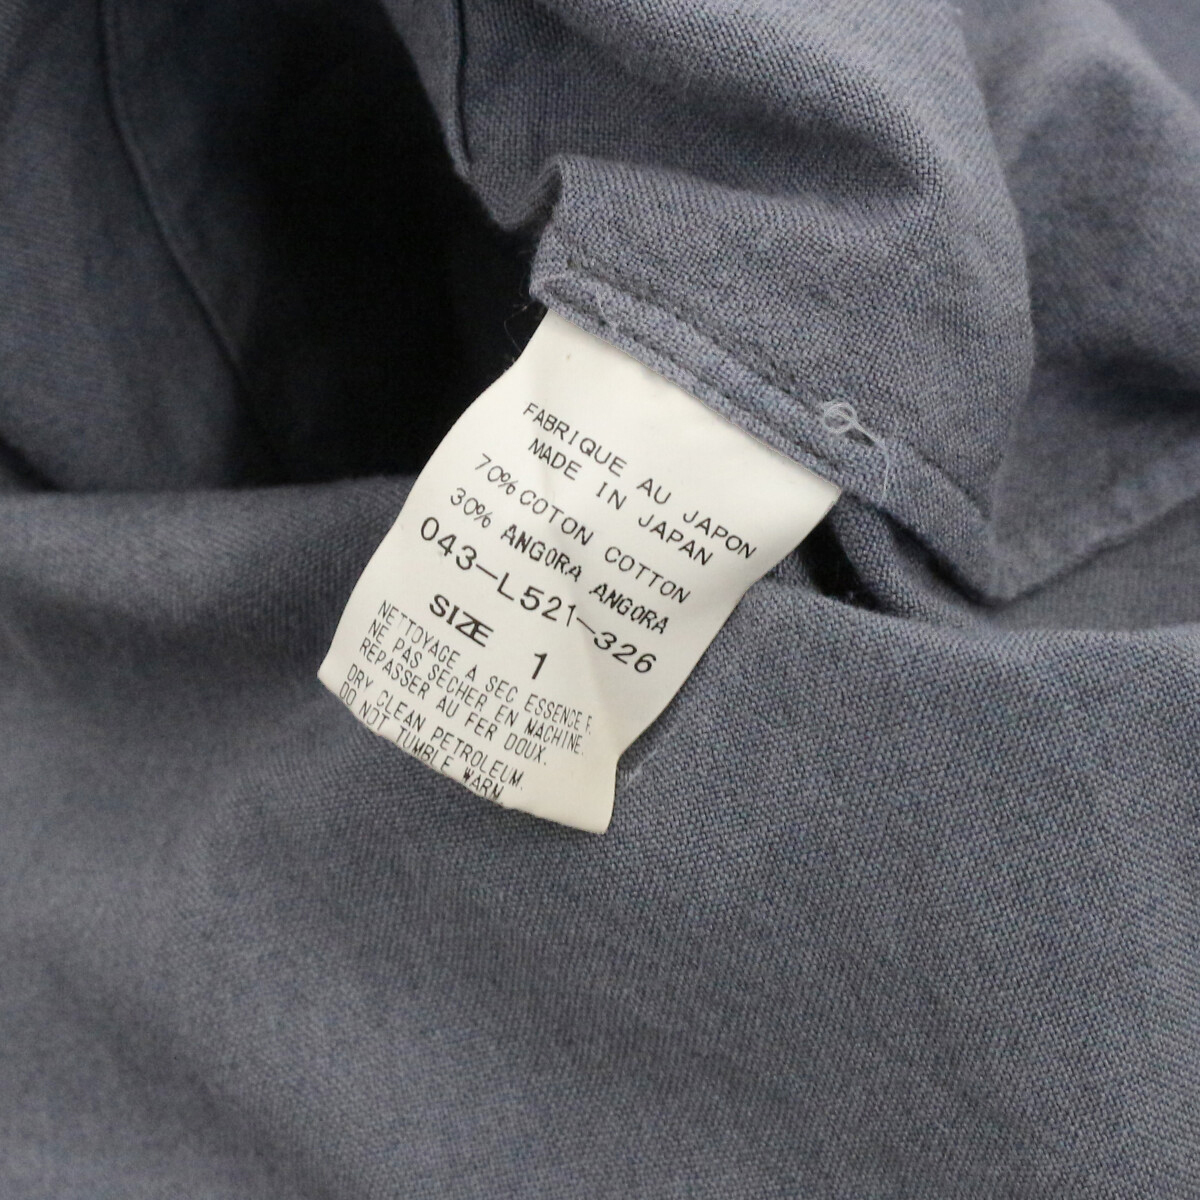 FABRIQUE AU JAPON
MADE IN JAPAN
70% COTON COTTON
30% ANGORA ANGORA
043-L521-326
SIZE 1
NETTOYAGE A SEC ESSENCE F.
NE PAS SECHER EN MACHINE.
REPASSER AU FER DOUX.
DRY CLEAN PETROLEUM.
DO NOT TUMBLE WARN